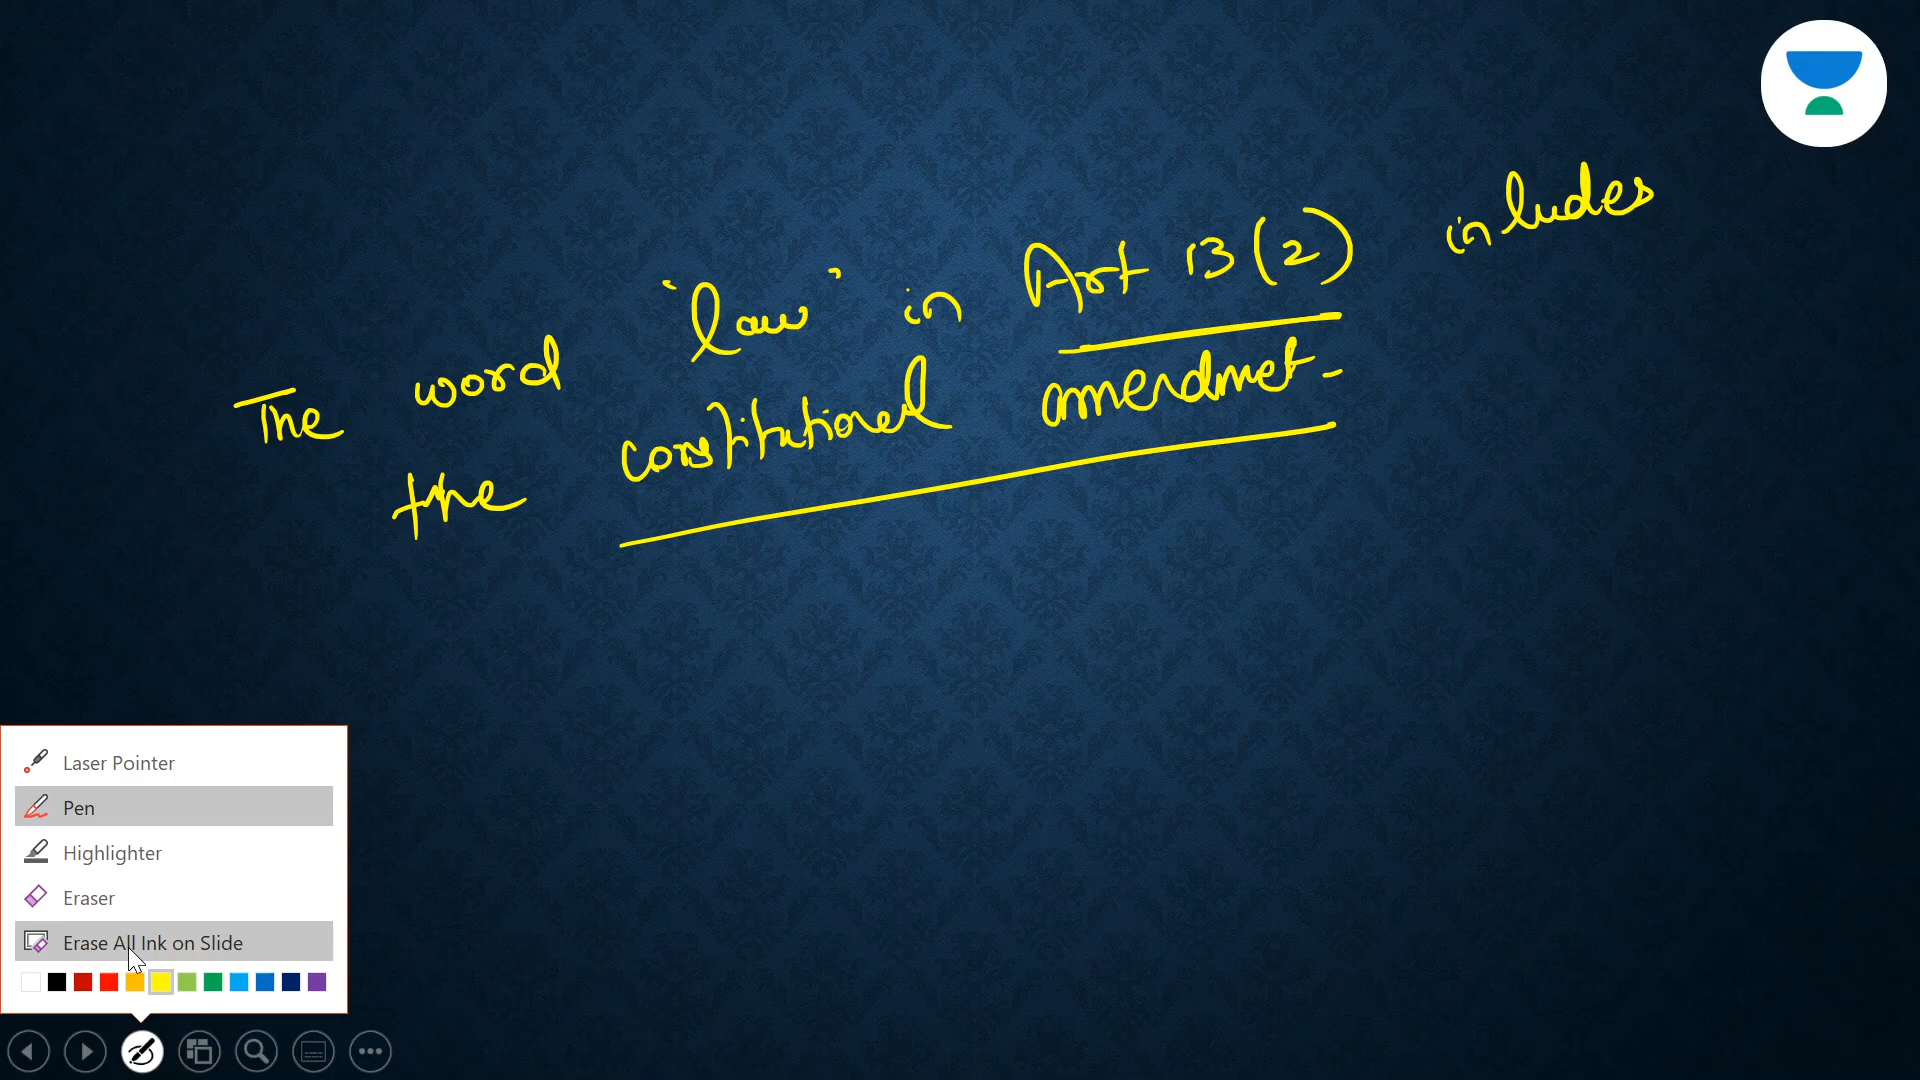 The word 'law' in Art 13(2) includes
the constitutional amendmet.
Laser Pointer
Pen
Highlighter
Eraser
Erase All Ink on Slide